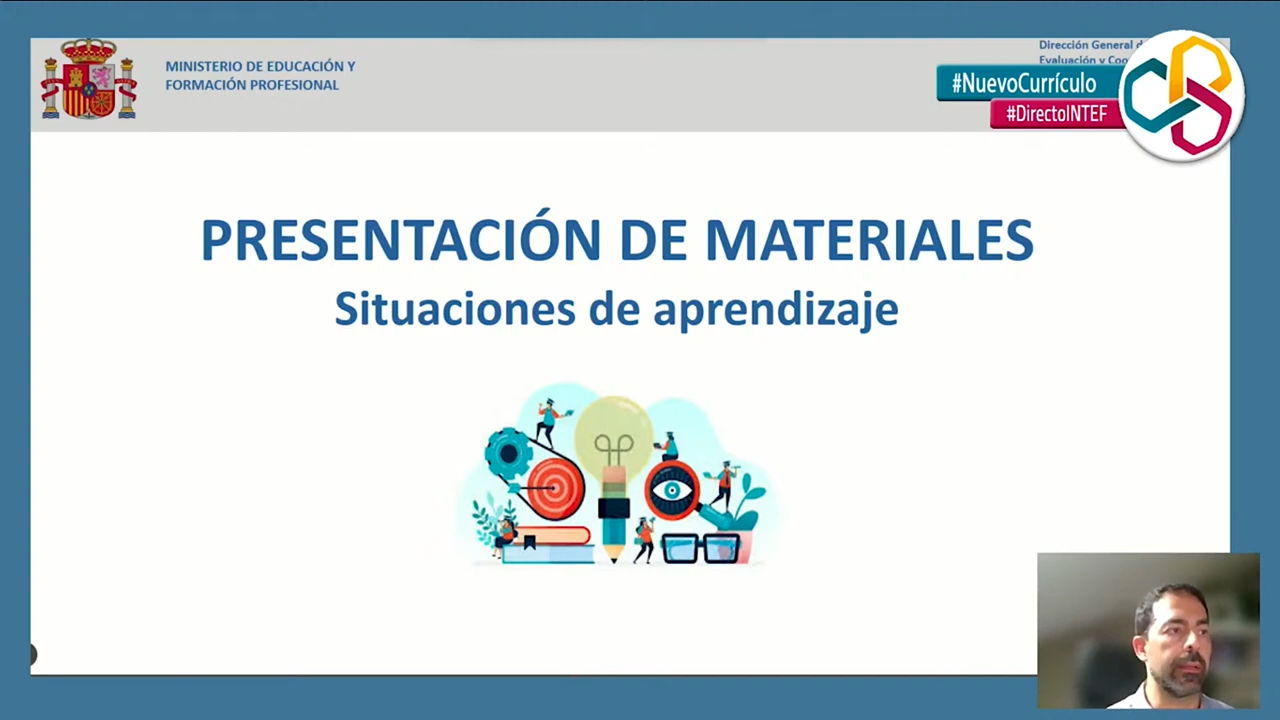 MINISTERIO DE EDUCACIÓN Y
FORMACIÓN PROFESIONAL
Dirección General
Evaluación y
#NuevoCurrículo
#DirectoINTEF
PRESENTACIÓN DE MATERIALES
Situaciones de aprendizaje